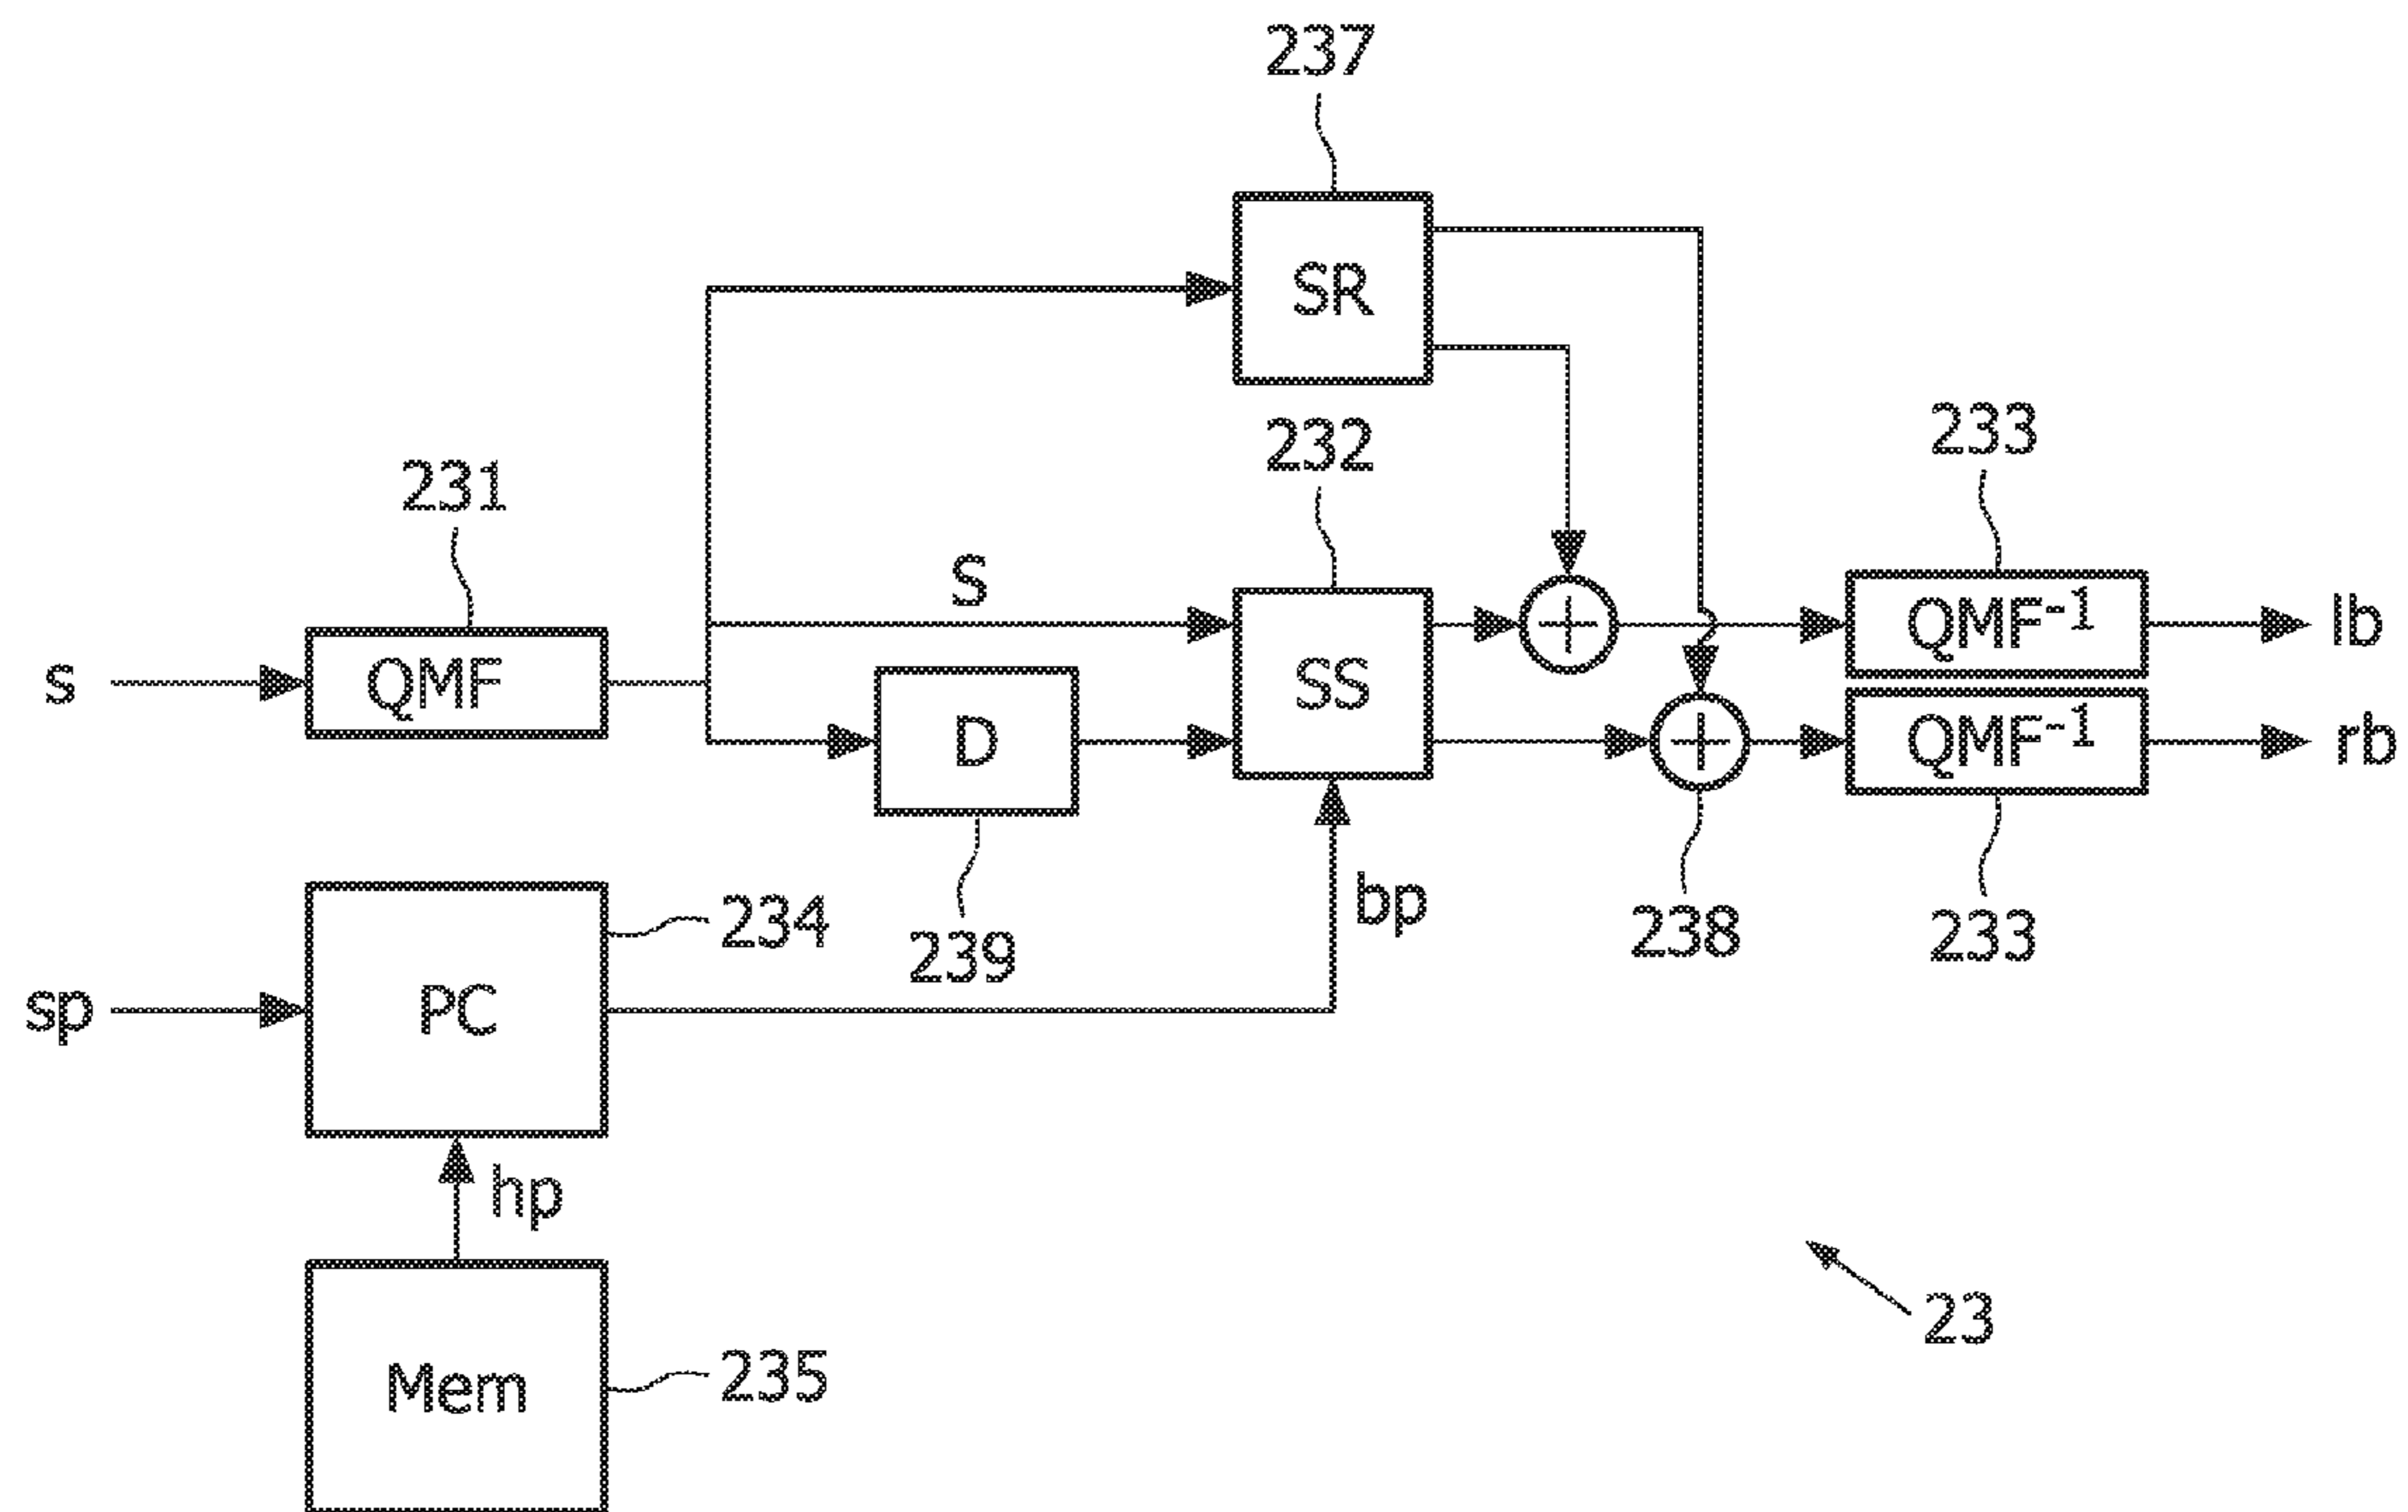 237
SR
232
233
231
S
QMF⁻¹
lb
s
QMF
SS
D
QMF⁻¹
rb
234
bp
239
238
233
sp
PC
hp
23
Mem
235